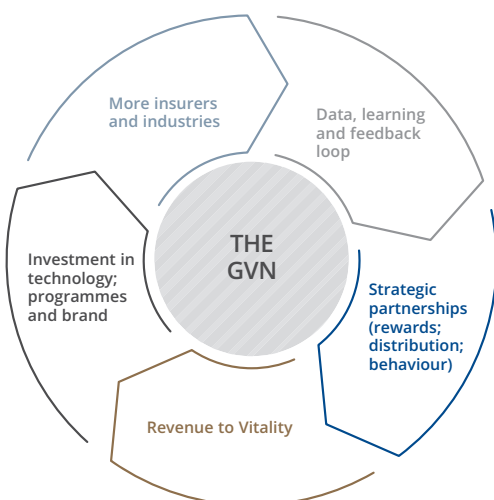 More insurers
and industries
Data, learning
and feedback
loop
THE
GVN
Investment in
technology;
programmes
and brand
Strategic
partnerships
(rewards;
distribution;
behaviour)
Revenue to Vitality